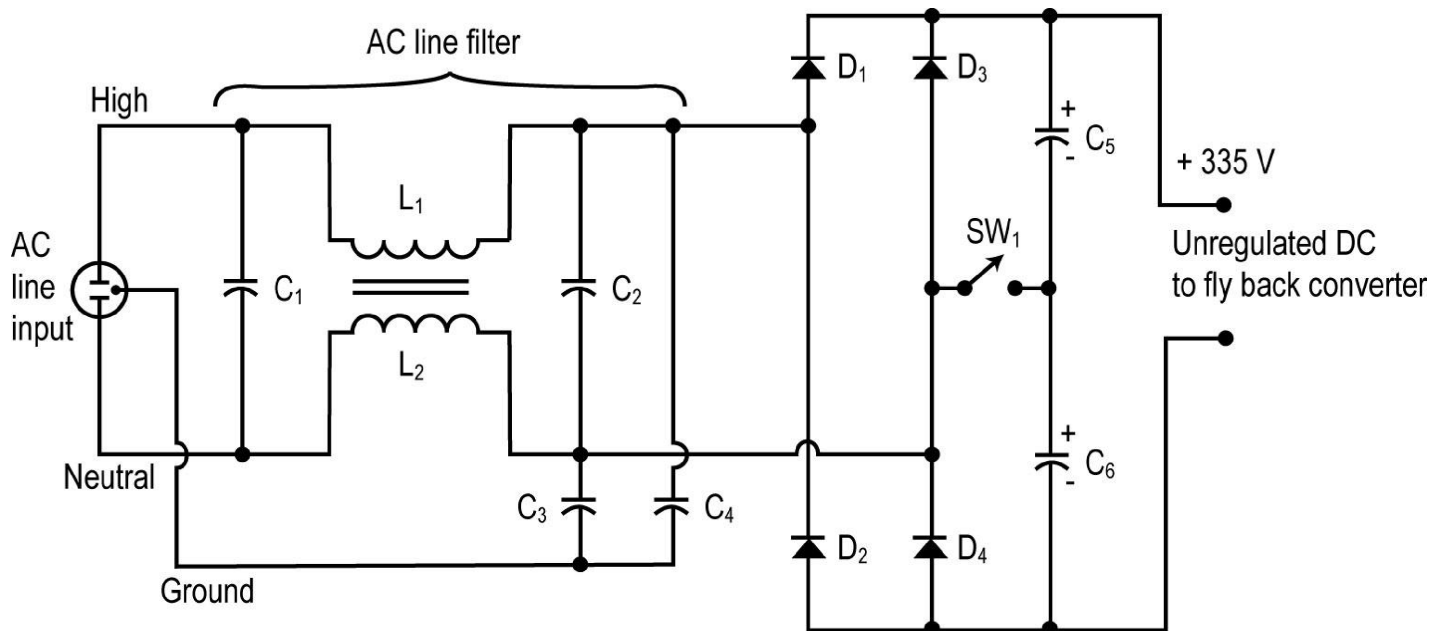 AC line filter
High
D₁
D₃
+
C₅
-
+ 335 V
L₁
AC
line
input
C₁
C₂
SW₁
Unregulated DC
to fly back converter
L₂
Neutral
+
C₆
-
C₃
C₄
D₂
D₄
Ground